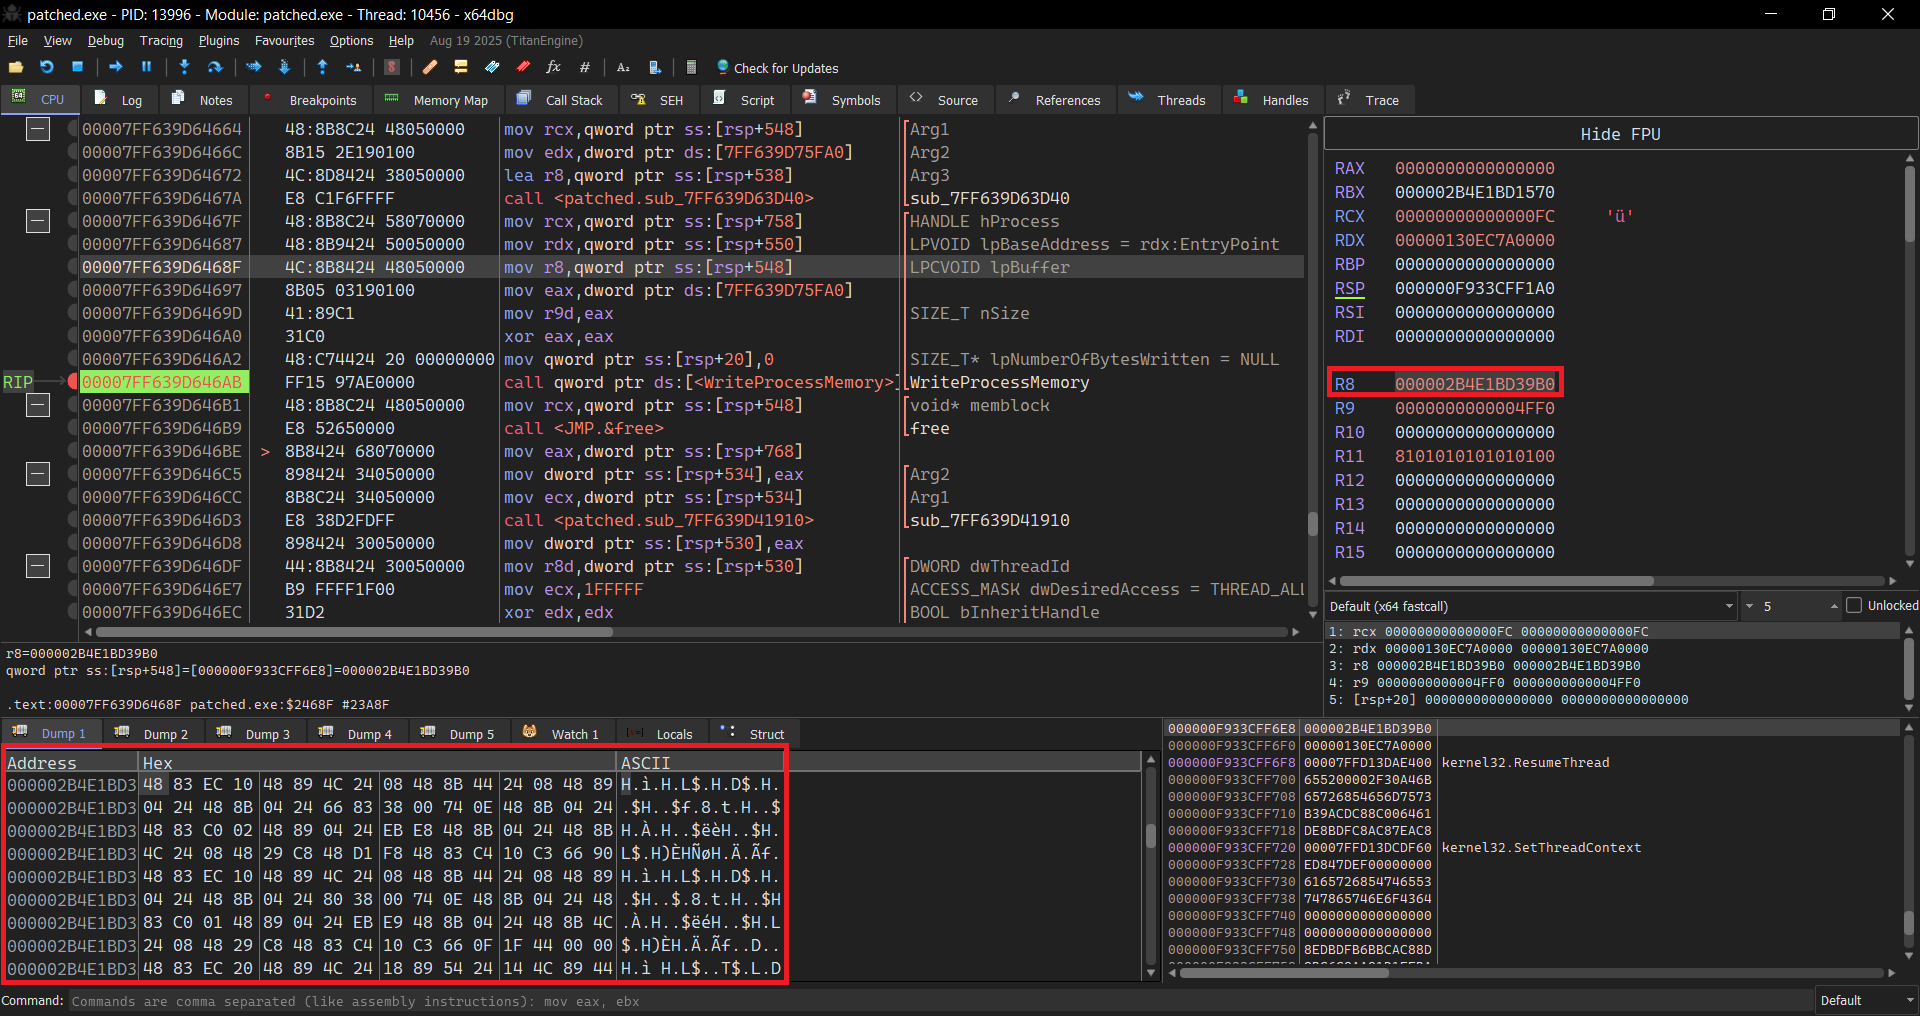 patched.exe - PID: 13996 - Module: patched.exe - Thread: 10456 - x64dbg
File View Debug Tracing Plugins Favourites Options Help Aug 19 2025 (TitanEngine)
Check for Updates
CPU Log Notes Breakpoints Memory Map Call Stack SEH Script Symbols Source References Threads Handles Trace
00007FF639D64664 48:8B8C24 48050000 mov rcx,qword ptr ss:[rsp+548] Arg1
00007FF639D6466C 8B15 2E190100 mov edx,dword ptr ds:[7FF639D75FA0] Arg2
00007FF639D64672 4C:8D8424 38050000 lea r8,qword ptr ss:[rsp+538] Arg3
00007FF639D6467A E8 C1F6FFFF call <patched.sub_7FF639D63D40> sub_7FF639D63D40
00007FF639D6467F 48:8B8C24 58070000 mov rcx,qword ptr ss:[rsp+758] HANDLE hProcess
00007FF639D64687 48:8B9424 50050000 mov rdx,qword ptr ss:[rsp+550] LPVOID lpBaseAddress = rdx:EntryPoint
00007FF639D6468F 4C:8B8424 48050000 mov r8,qword ptr ss:[rsp+548] LPCVOID lpBuffer
00007FF639D64697 8B05 03190100 mov eax,dword ptr ds:[7FF639D75FA0]
00007FF639D6469D 41:89C1 mov r9d,eax SIZE_T nSize
00007FF639D646A0 31C0 xor eax,eax
00007FF639D646A2 48:C74424 20 00000000 mov qword ptr ss:[rsp+20],0 SIZE_T* lpNumberOfBytesWritten = NULL
RIP 00007FF639D646AB FF15 97AE0000 call qword ptr ds:[<WriteProcessMemory>] WriteProcessMemory
00007FF639D646B1 48:8B8C24 48050000 mov rcx,qword ptr ss:[rsp+548] void* memblock
00007FF639D646B9 E8 52650000 call <JMP.&free> free
00007FF639D646BE > 8B8424 68070000 mov eax,dword ptr ss:[rsp+768]
00007FF639D646C5 898424 34050000 mov dword ptr ss:[rsp+534],eax Arg2
00007FF639D646CC 8B8C24 34050000 mov ecx,dword ptr ss:[rsp+534] Arg1
00007FF639D646D3 E8 38D2FDFF call <patched.sub_7FF639D41910> sub_7FF639D41910
00007FF639D646D8 898424 30050000 mov dword ptr ss:[rsp+530],eax
00007FF639D646DF 44:8B8424 30050000 mov r8d,dword ptr ss:[rsp+530] DWORD dwThreadId
00007FF639D646E7 B9 FFFF1F00 mov ecx,1FFFFF ACCESS_MASK dwDesiredAccess = THREAD_ALL
00007FF639D646EC 31D2 xor edx,edx BOOL bInheritHandle
Hide FPU
RAX 0000000000000000
RBX 000002B4E1BD1570
RCX 00000000000000FC 'ü'
RDX 00000130EC7A0000
RBP 0000000000000000
RSP 000000F933CFF1A0
RSI 0000000000000000
RDI 0000000000000000
R8 000002B4E1BD39B0
R9 0000000000004FF0
R10 0000000000000000
R11 8101010101010100
R12 0000000000000000
R13 0000000000000000
R14 0000000000000000
R15 0000000000000000
Default (x64 fastcall) 5 Unlocked
1: rcx 00000000000000FC 00000000000000FC
2: rdx 00000130EC7A0000 00000130EC7A0000
3: r8 000002B4E1BD39B0 000002B4E1BD39B0
4: r9 0000000000004FF0 0000000000004FF0
5: [rsp+20] 0000000000000000 0000000000000000
r8=000002B4E1BD39B0
qword ptr ss:[rsp+548]=[000000F933CFF6E8]=000002B4E1BD39B0
.text:00007FF639D6468F patched.exe:$2468F #23A8F
Dump 1 Dump 2 Dump 3 Dump 4 Dump 5 Watch 1 Locals Struct
Address Hex ASCII
000002B4E1BD3 48 83 EC 10 48 89 4C 24 08 48 8B 44 24 08 48 89 H.ì.H.L$.H.D$.H.
000002B4E1BD3 04 24 48 8B 04 24 66 83 38 00 74 0E 48 8B 04 24 .$H..$f.8.t.H..$
000002B4E1BD3 48 83 C0 02 48 89 04 24 EB E8 48 8B 04 24 48 8B H.À.H..$ëèH..$H.
000002B4E1BD3 4C 24 08 48 29 C8 48 D1 F8 48 83 C4 10 C3 66 90 L$.H)ÈHÑøH.Ä.Ãf.
000002B4E1BD3 48 83 EC 10 48 89 4C 24 08 48 8B 44 24 08 48 89 H.ì.H.L$.H.D$.H.
000002B4E1BD3 04 24 48 8B 04 24 80 38 00 74 0E 48 8B 04 24 48 .$H..$.8.t.H..$H
000002B4E1BD3 83 C0 01 48 89 04 24 EB E9 48 8B 04 24 48 8B 4C .À.H..$ëéH..$H.L
000002B4E1BD3 24 08 48 29 C8 48 83 C4 10 C3 66 0F 1F 44 00 00 $.H)ÈH.Ä.Ãf..D..
000002B4E1BD3 48 83 EC 20 48 89 4C 24 18 89 54 24 14 4C 89 44 H.ì H.L$..T$.L.D
000000F933CFF6E8 000002B4E1BD39B0
000000F933CFF6F0 00000130EC7A0000
000000F933CFF6F8 00007FFD13DAE400 kernel32.ResumeThread
000000F933CFF700 655200002F30A46B
000000F933CFF708 65726854656D7573
000000F933CFF710 B39ACDC88C006461
000000F933CFF718 DE8BDFC8AC87EAC8
000000F933CFF720 00007FFD13DCDF60 kernel32.SetThreadContext
000000F933CFF728 ED847DEF00000000
000000F933CFF730 6165726854746553
000000F933CFF738 747865746E6F4364
000000F933CFF740 0000000000000000
000000F933CFF748 0000000000000000
000000F933CFF750 8EDBDFB6BBCAC88D
Command: Commands are comma separated (like assembly instructions): mov eax, ebx
Default